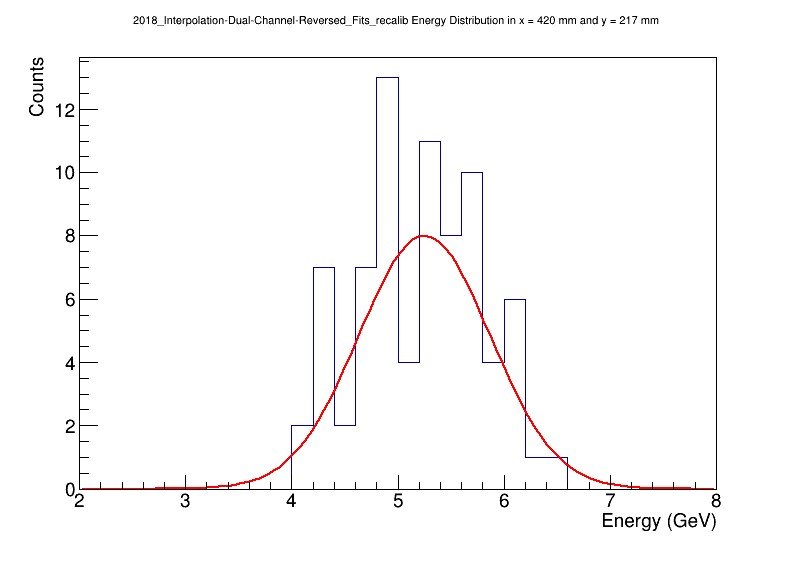 2018_Interpolation-Dual-Channel-Reversed_Fits_recalib Energy Distribution in x = 420 mm and y = 217 mm
Counts
12
10
8
6
4
2
0
2 3 4 5 6 7 8
Energy (GeV)